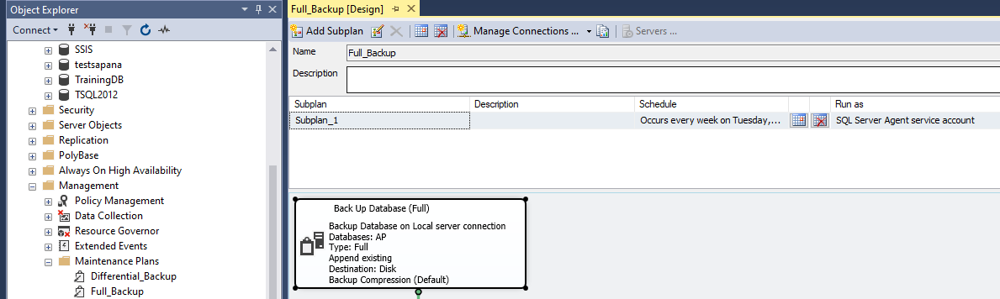 Object Explorer
Connect
SSIS
testsapana
TrainingDB
TSQL2012
Security
Server Objects
Replication
PolyBase
Always On High Availability
Management
Policy Management
Data Collection
Resource Governor
Extended Events
Maintenance Plans
Differential_Backup
Full_Backup
Full_Backup [Design]
Add Subplan
Manage Connections ...
Servers ...
Name
Full_Backup
Description
Subplan Description Schedule Run as
Subplan_1 Occurs every week on Tuesday,... SQL Server Agent service account
Back Up Database (Full)
Backup Database on Local server connection
Databases: AP
Type: Full
Append existing
Destination: Disk
Backup Compression (Default)